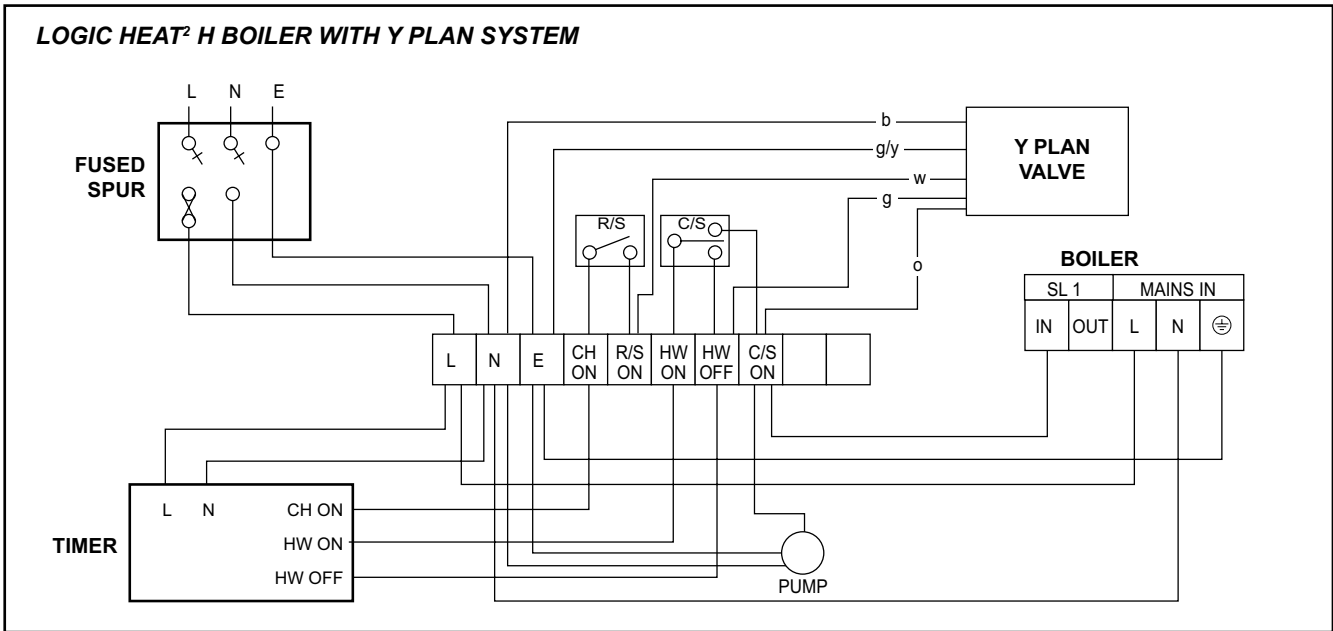 LOGIC HEAT² H BOILER WITH Y PLAN SYSTEM
L N E
FUSED
SPUR
b
g/y
w
g
o
Y PLAN
VALVE
R/S
C/S
BOILER
SL 1 MAINS IN
IN OUT L N
L N E CH ON R/S ON HW ON HW OFF C/S ON
TIMER
L N CH ON
HW ON
HW OFF
PUMP